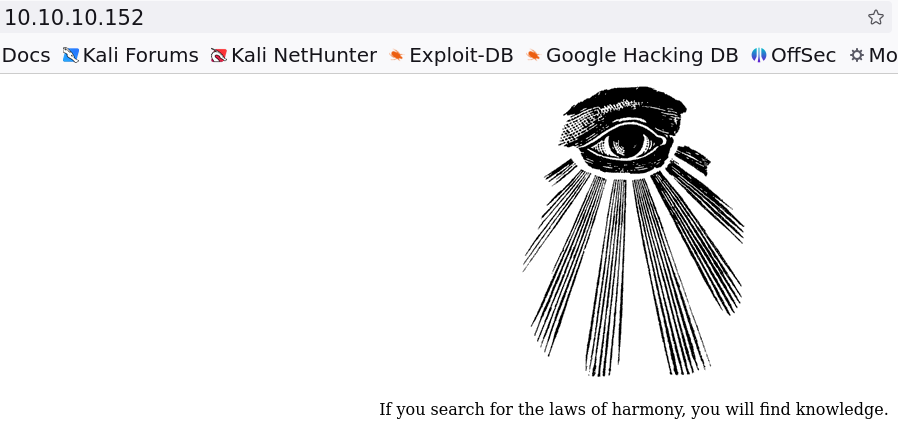 10.10.10.152
Docs Kali Forums Kali NetHunter Exploit-DB Google Hacking DB OffSec Mo
If you search for the laws of harmony, you will find knowledge.